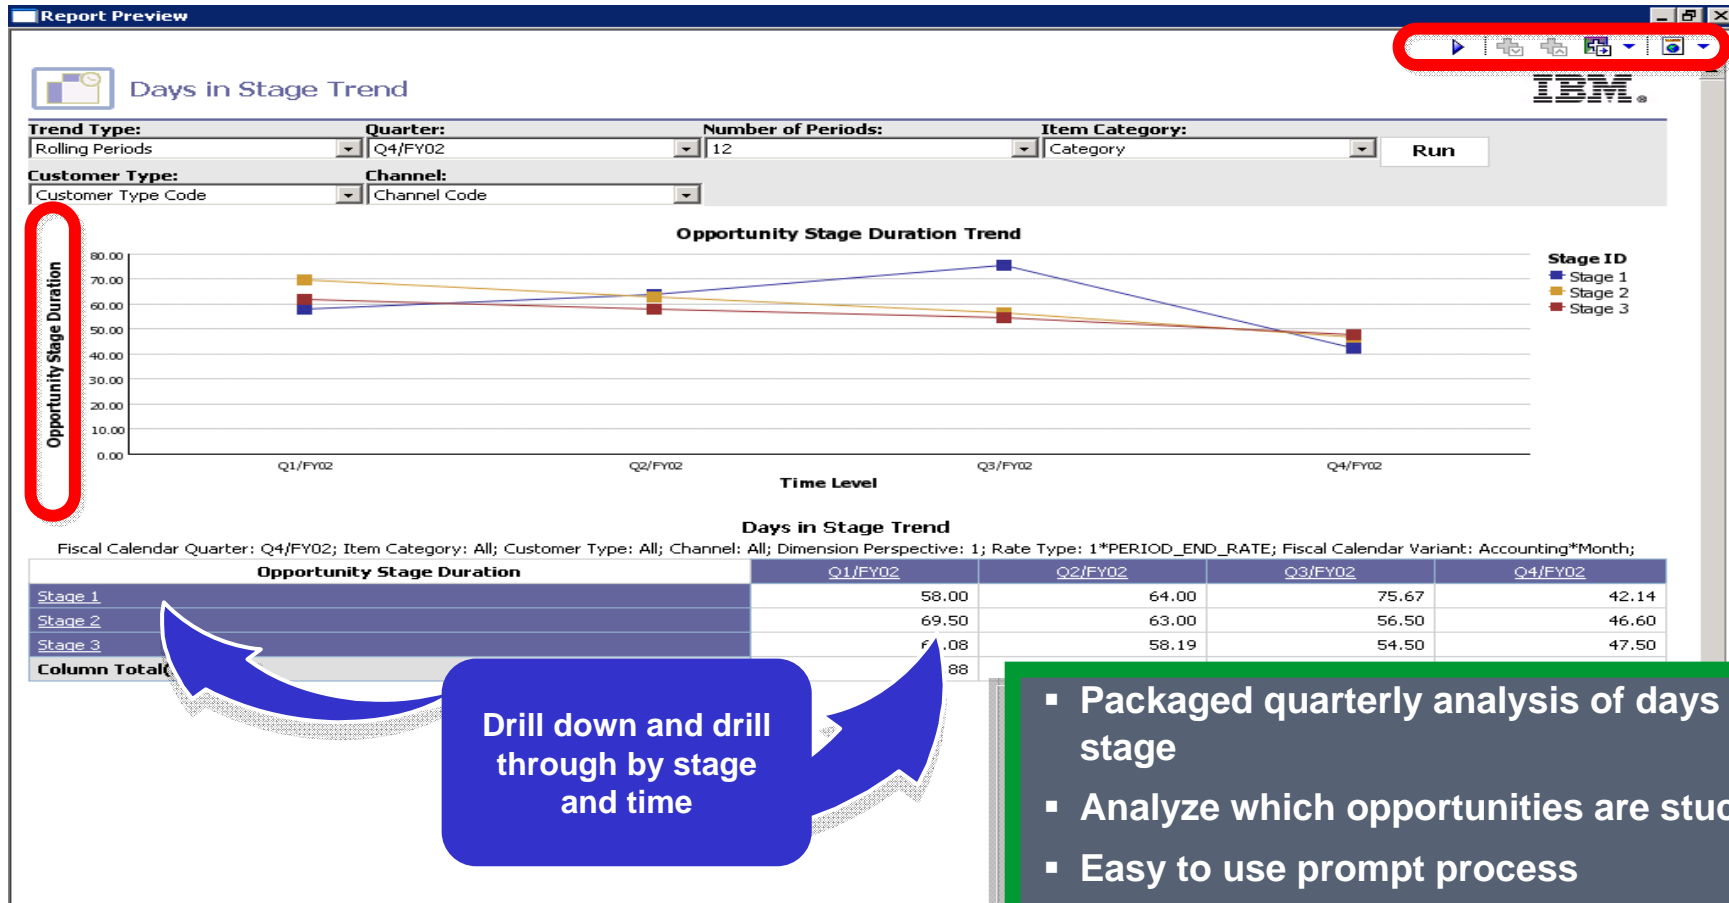 Report Preview
Days in Stage Trend
IBM®
Trend Type: Quarter: Number of Periods: Item Category:
Rolling Periods Q4/FY02 12 Category Run
Customer Type: Channel:
Customer Type Code Channel Code
Opportunity Stage Duration Trend
Opportunity Stage Duration
80.00
70.00
60.00
50.00
40.00
30.00
20.00
10.00
0.00
Q1/FY02 Q2/FY02 Q3/FY02 Q4/FY02
Time Level
Stage ID
Stage 1
Stage 2
Stage 3
Days in Stage Trend
Fiscal Calendar Quarter: Q4/FY02; Item Category: All; Customer Type: All; Channel: All; Dimension Perspective: 1; Rate Type: 1*PERIOD_END_RATE; Fiscal Calendar Variant: Accounting*Month;
Opportunity Stage Duration Q1/FY02 Q2/FY02 Q3/FY02 Q4/FY02
Stage 1 58.00 64.00 75.67 42.14
Stage 2 69.50 63.00 56.50 46.60
Stage 3 .08 58.19 54.50 47.50
Column Total( 88
Drill down and drill
through by stage
and time
▪ Packaged quarterly analysis of days
stage
▪ Analyze which opportunities are stuc
▪ Easy to use prompt process